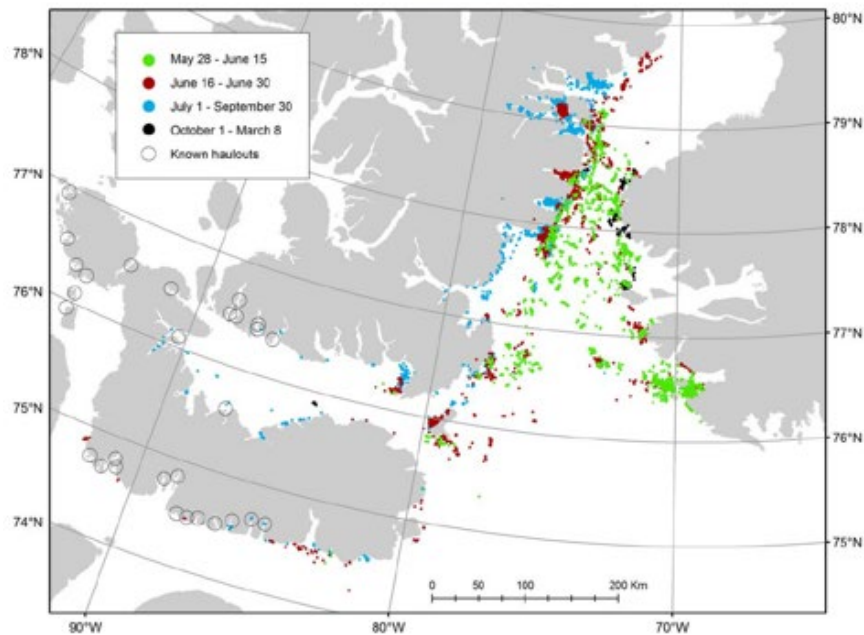 80°N
78°N
May 28 - June 15
June 16 - June 30
July 1 - September 30
October 1 - March 8
Known haulouts
79°N
77°N
78°N
76°N
77°N
75°N
76°N
74°N
75°N
0 50 100 200 Km
90°W 80°W 70°W